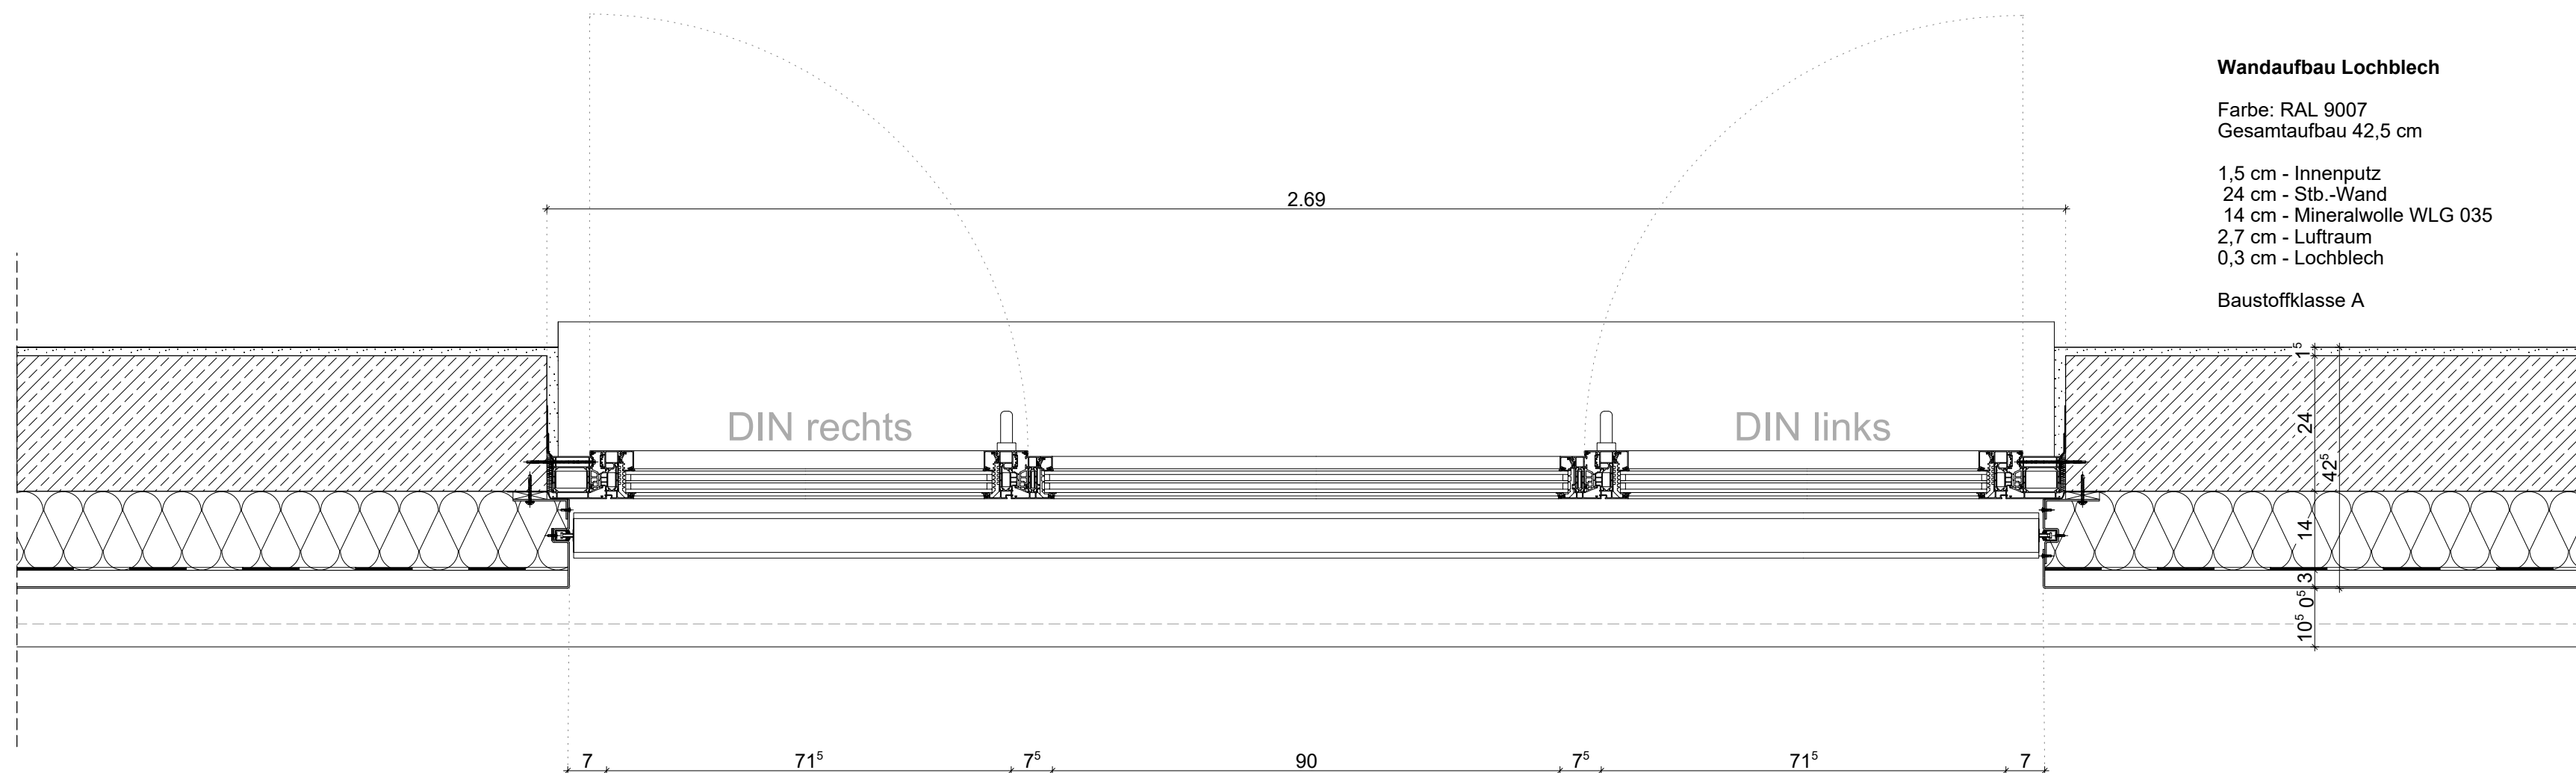 Wandaufbau Lochblech
Farbe: RAL 9007
Gesamtaufbau 42,5 cm
1,5 cm - Innenputz
24 cm - Stb.-Wand
14 cm - Mineralwolle WLG 035
2,7 cm - Luftraum
0,3 cm - Lochblech
Baustoffklasse A
2.69
DIN rechts
DIN links
1⁵
24
42⁵
14
3
0⁵
10⁵
7
71⁵
7⁵
90
7⁵
71⁵
7